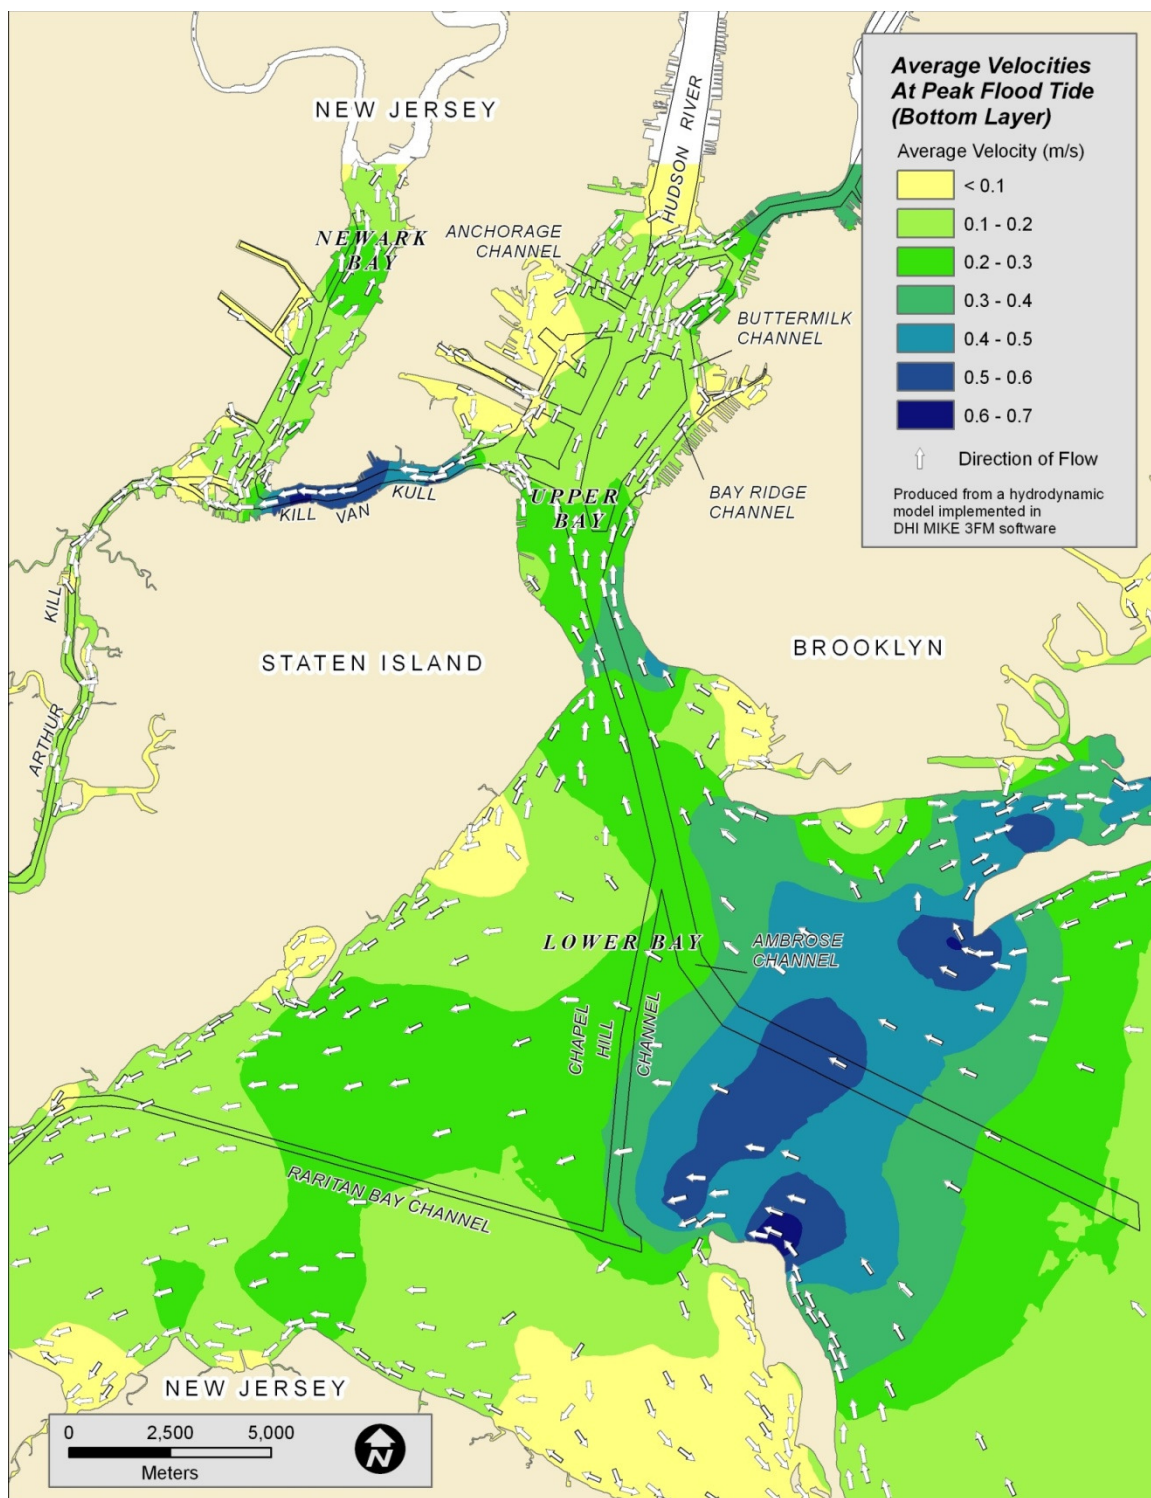 NEW JERSEY
HUDSON RIVER
Average Velocities
At Peak Flood Tide
(Bottom Layer)
Average Velocity (m/s)
< 0.1
0.1 - 0.2
0.2 - 0.3
0.3 - 0.4
0.4 - 0.5
0.5 - 0.6
0.6 - 0.7
Direction of Flow
Produced from a hydrodynamic
model implemented in
DHI MIKE 3FM software
NEWARK
BAY
ANCHORAGE
CHANNEL
BUTTERMILK
CHANNEL
BAY RIDGE
CHANNEL
KILL VAN KULL
UPPER
BAY
ARTHUR KILL
STATEN ISLAND
BROOKLYN
LOWER BAY
AMBROSE
CHANNEL
CHAPEL
HILL
CHANNEL
RARITAN BAY CHANNEL
NEW JERSEY
0 2,500 5,000
Meters
N